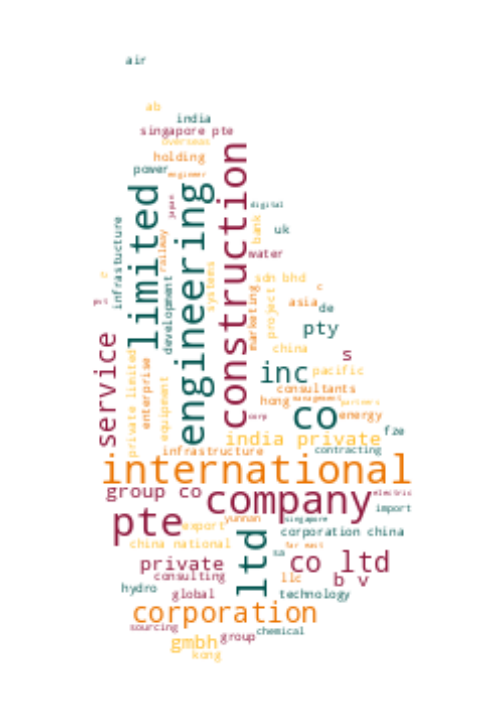 air
ab
india
singapore pte
overseas
holding
power
engineer
limited
engineering
construction
japan
digital
bank
uk
water
infrastucture
railway
development
systems
c
sdn bhd
c
pvt
marketing
project
asia
de
pty
service
private limited
enterprise
equipment
china
s
inc
pacific
consultants
hong
management
partners
co
corp
energy
fze
india private
infrastructure
contracting
international
group co
company
electric
import
pte
export
yunnan
singapore
corporation china
ltd
china national
far east
sa
private
co ltd
consulting
llc
b v
hydro
global
technology
corporation
sourcing
group
chemical
gmbh
kong